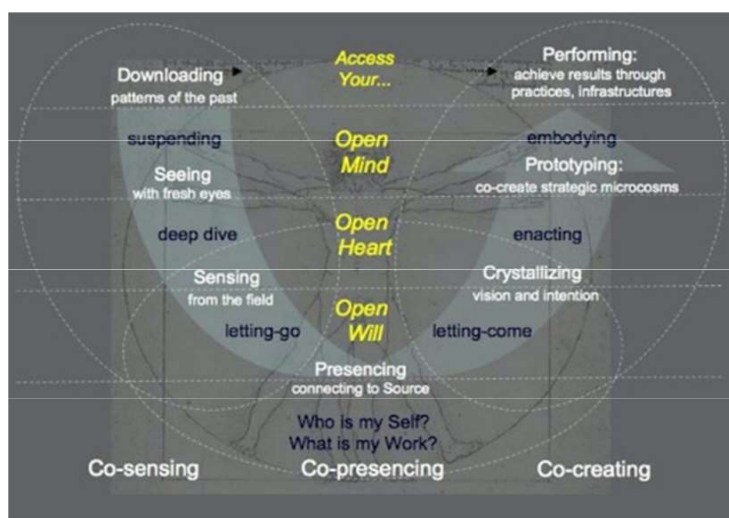 Downloading
patterns of the past
suspending
Seeing
with fresh eyes
deep dive
Sensing
from the field
letting-go
Access
Your...
Open
Mind
Open
Heart
Open
Will
Presencing
connecting to Source
Who is my Self?
What is my Work?
Performing:
achieve results through
practices, infrastructures
embodying
Prototyping:
co-create strategic microcosms
enacting
Crystallizing
vision and intention
letting-come
Co-sensing
Co-presencing
Co-creating